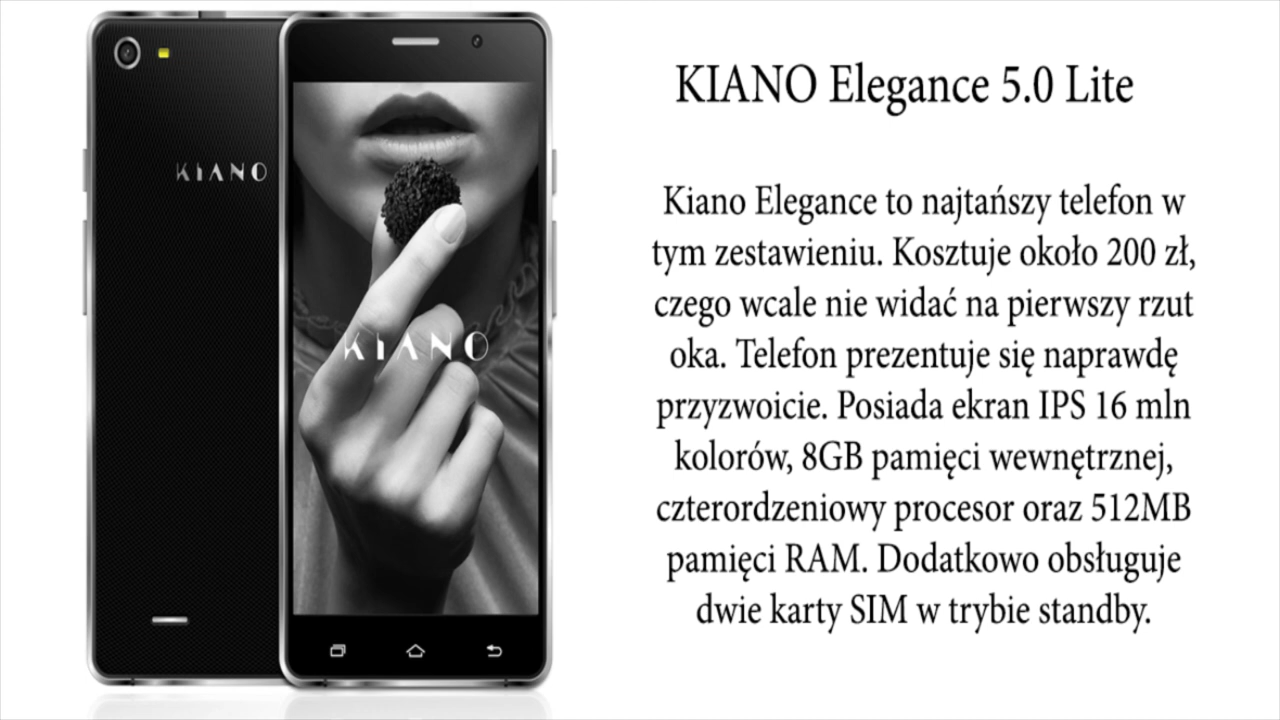 KIANO
KIANO
KIANO Elegance 5.0 Lite
Kiano Elegance to najtańszy telefon w
tym zestawieniu. Kosztuje około 200 zł,
czego wcale nie widać na pierwszy rzut
oka. Telefon prezentuje się naprawdę
przyzwoicie. Posiada ekran IPS 16 mln
kolorów, 8GB pamięci wewnętrznej,
czterordzeniowy procesor oraz 512MB
pamięci RAM. Dodatkowo obsługuje
dwie karty SIM w trybie standby.